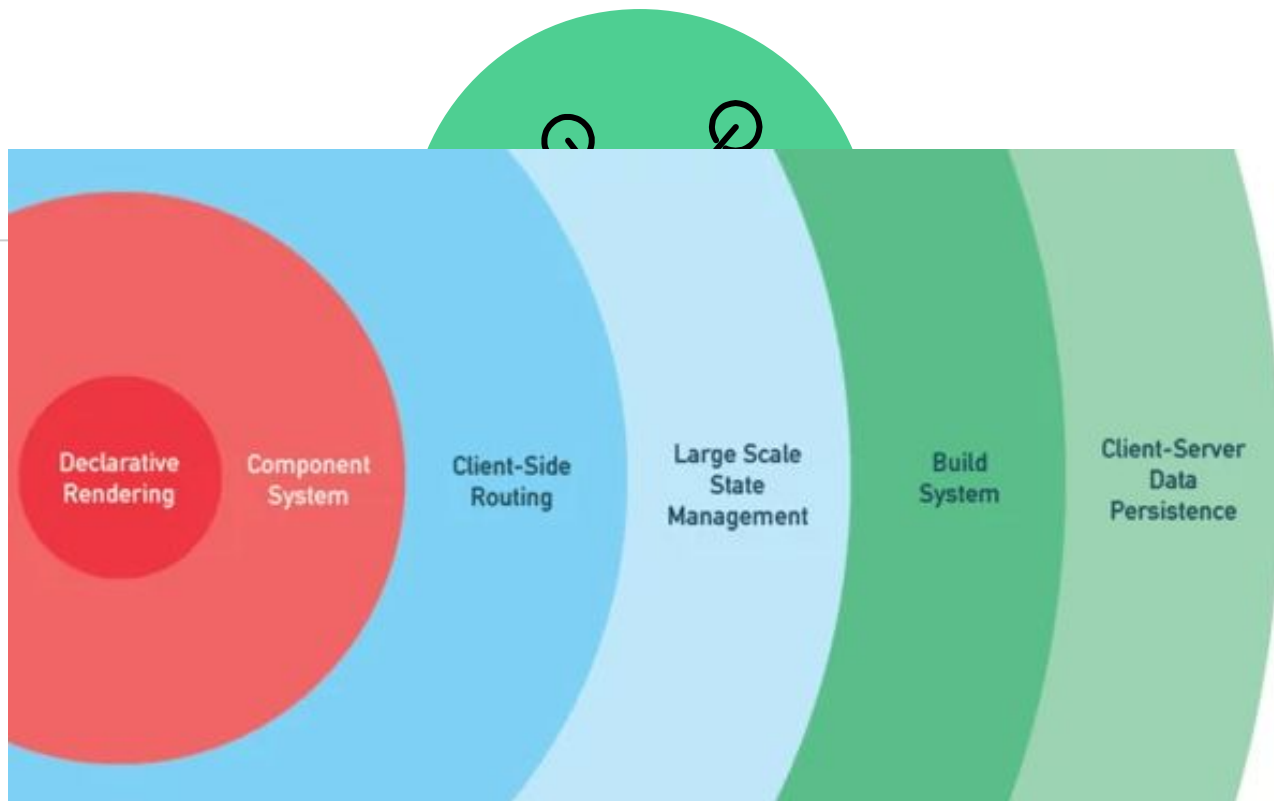 Declarative
Rendering
Component
System
Client-Side
Routing
Large Scale
State
Management
Build
System
Client-Server
Data
Persistence